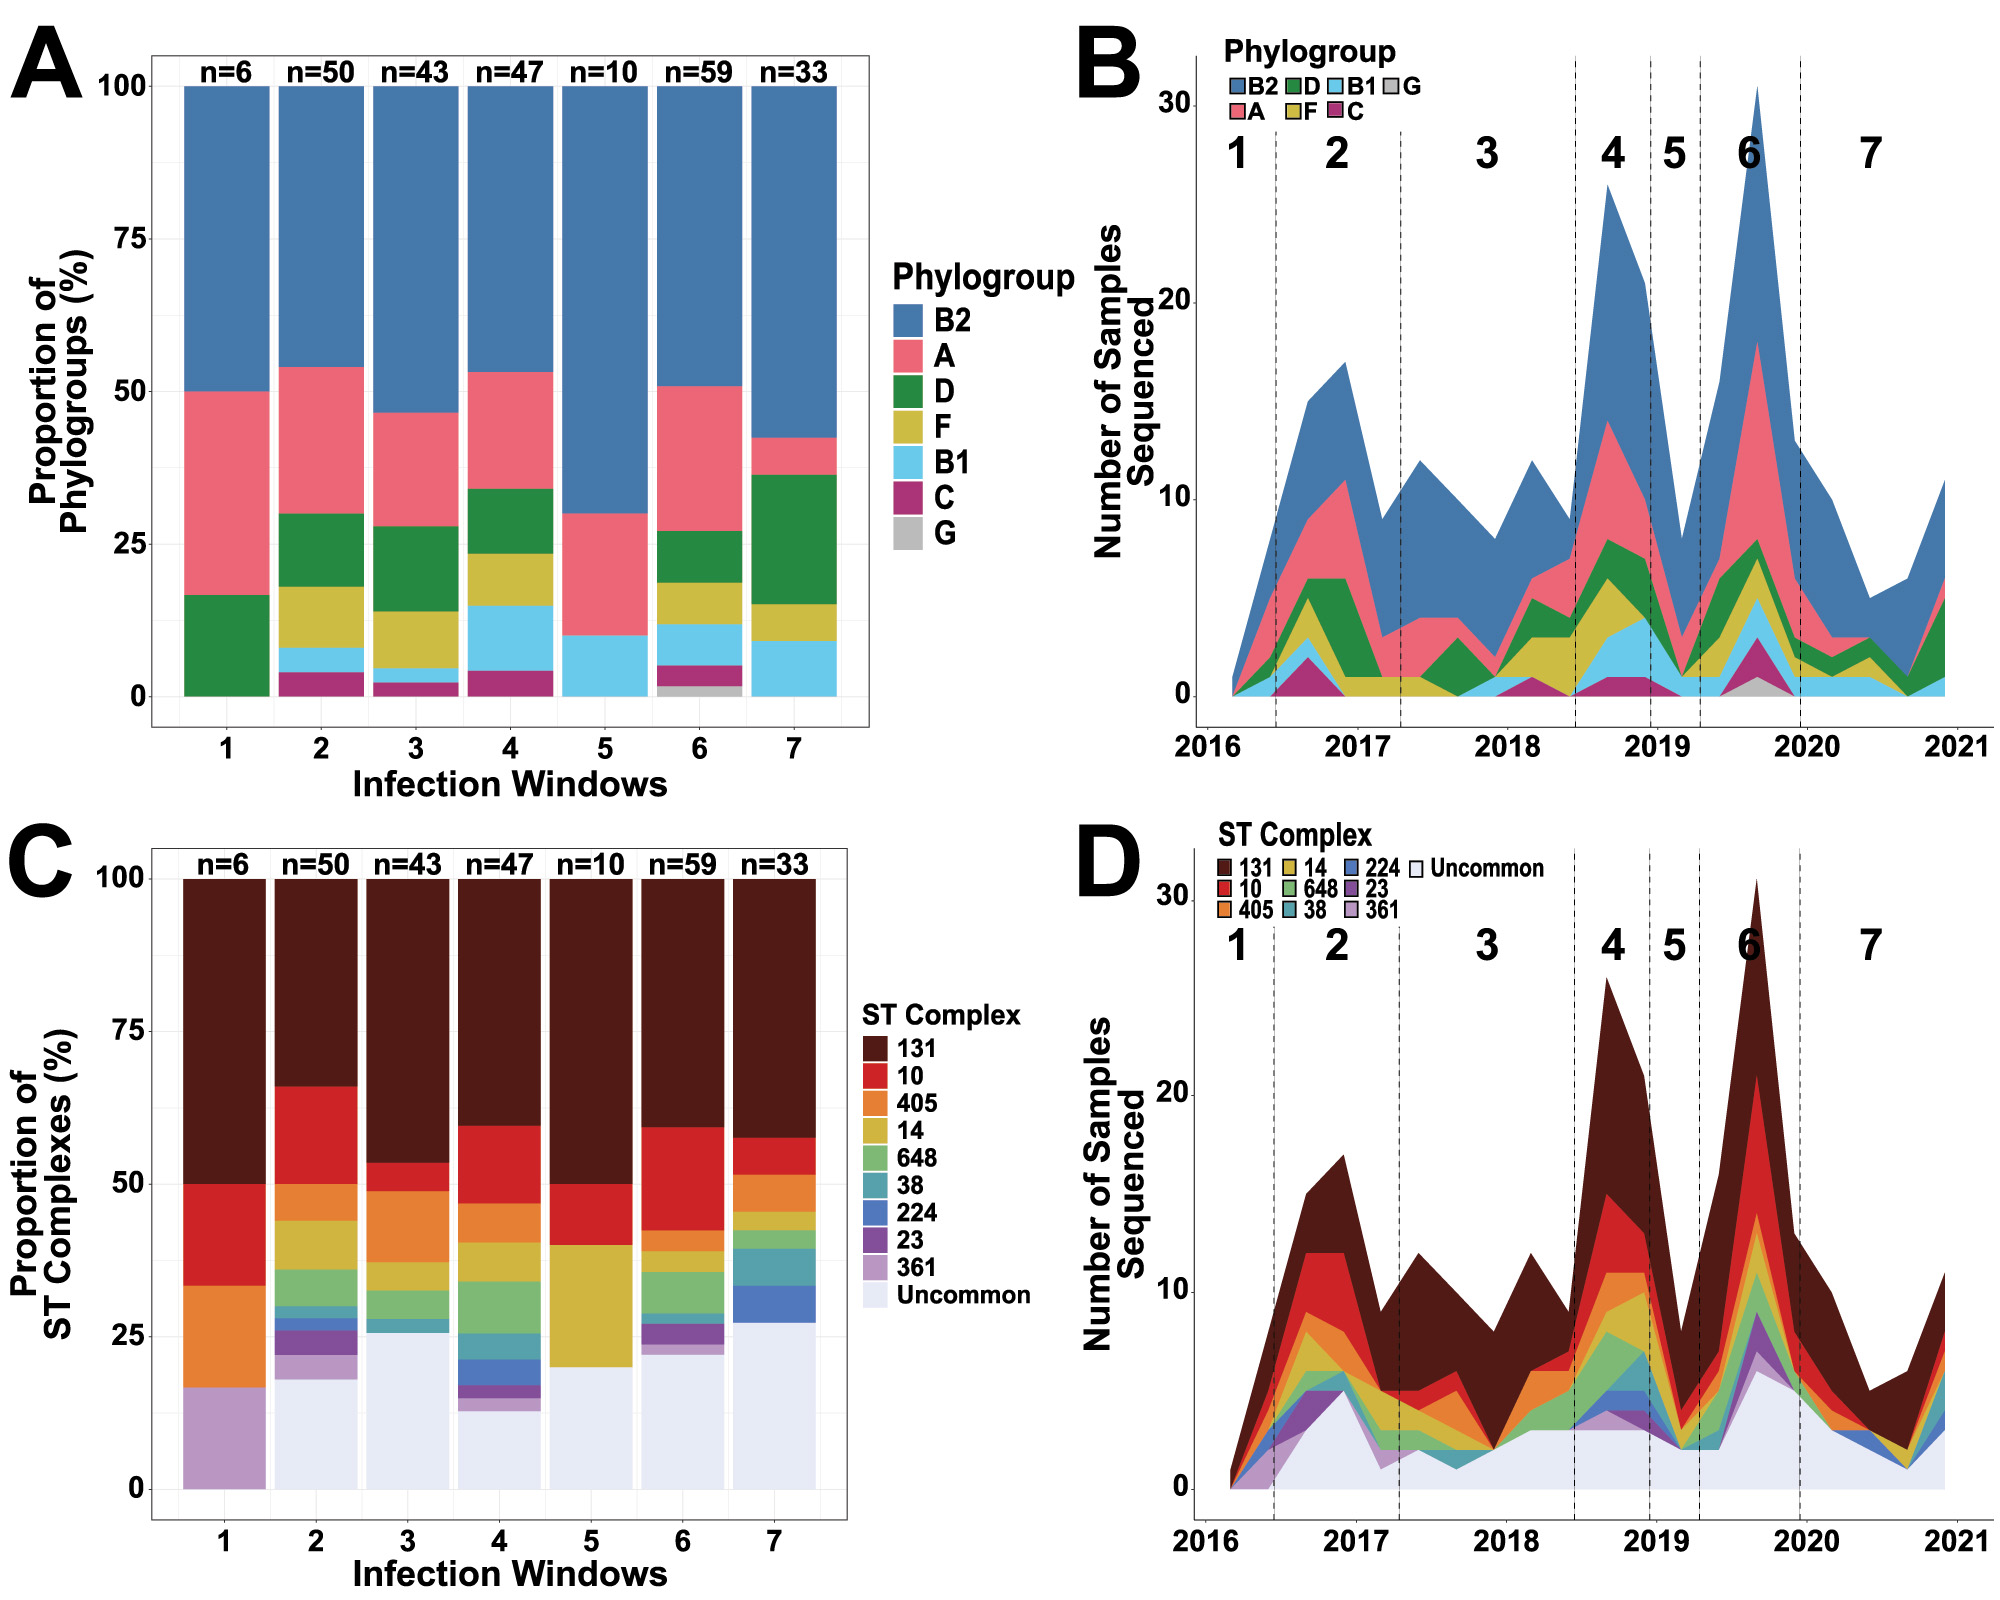 A
n=6 n=50 n=43 n=47 n=10 n=59 n=33
100
75
50
25
0
Proportion of
Phylogroups (%)
1 2 3 4 5 6 7
Infection Windows
Phylogroup
B2
A
D
F
B1
C
G
B
Phylogroup
B2 D B1 G
A F C
1 2 3 4 5 6 7
30
20
10
0
Number of Samples
Sequenced
2016 2017 2018 2019 2020 2021
C
n=6 n=50 n=43 n=47 n=10 n=59 n=33
100
75
50
25
0
Proportion of
ST Complexes (%)
1 2 3 4 5 6 7
Infection Windows
ST Complex
131
10
405
14
648
38
224
23
361
Uncommon
D
ST Complex
131 14 224 Uncommon
10 648 23
405 38 361
1 2 3 4 5 6 7
30
20
10
0
Number of Samples
Sequenced
2016 2017 2018 2019 2020 2021